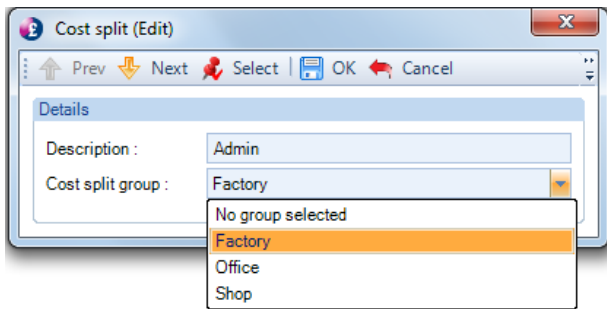 Cost split (Edit)
Prev Next Select OK Cancel
Details
Description : Admin
Cost split group : Factory
No group selected
Factory
Office
Shop